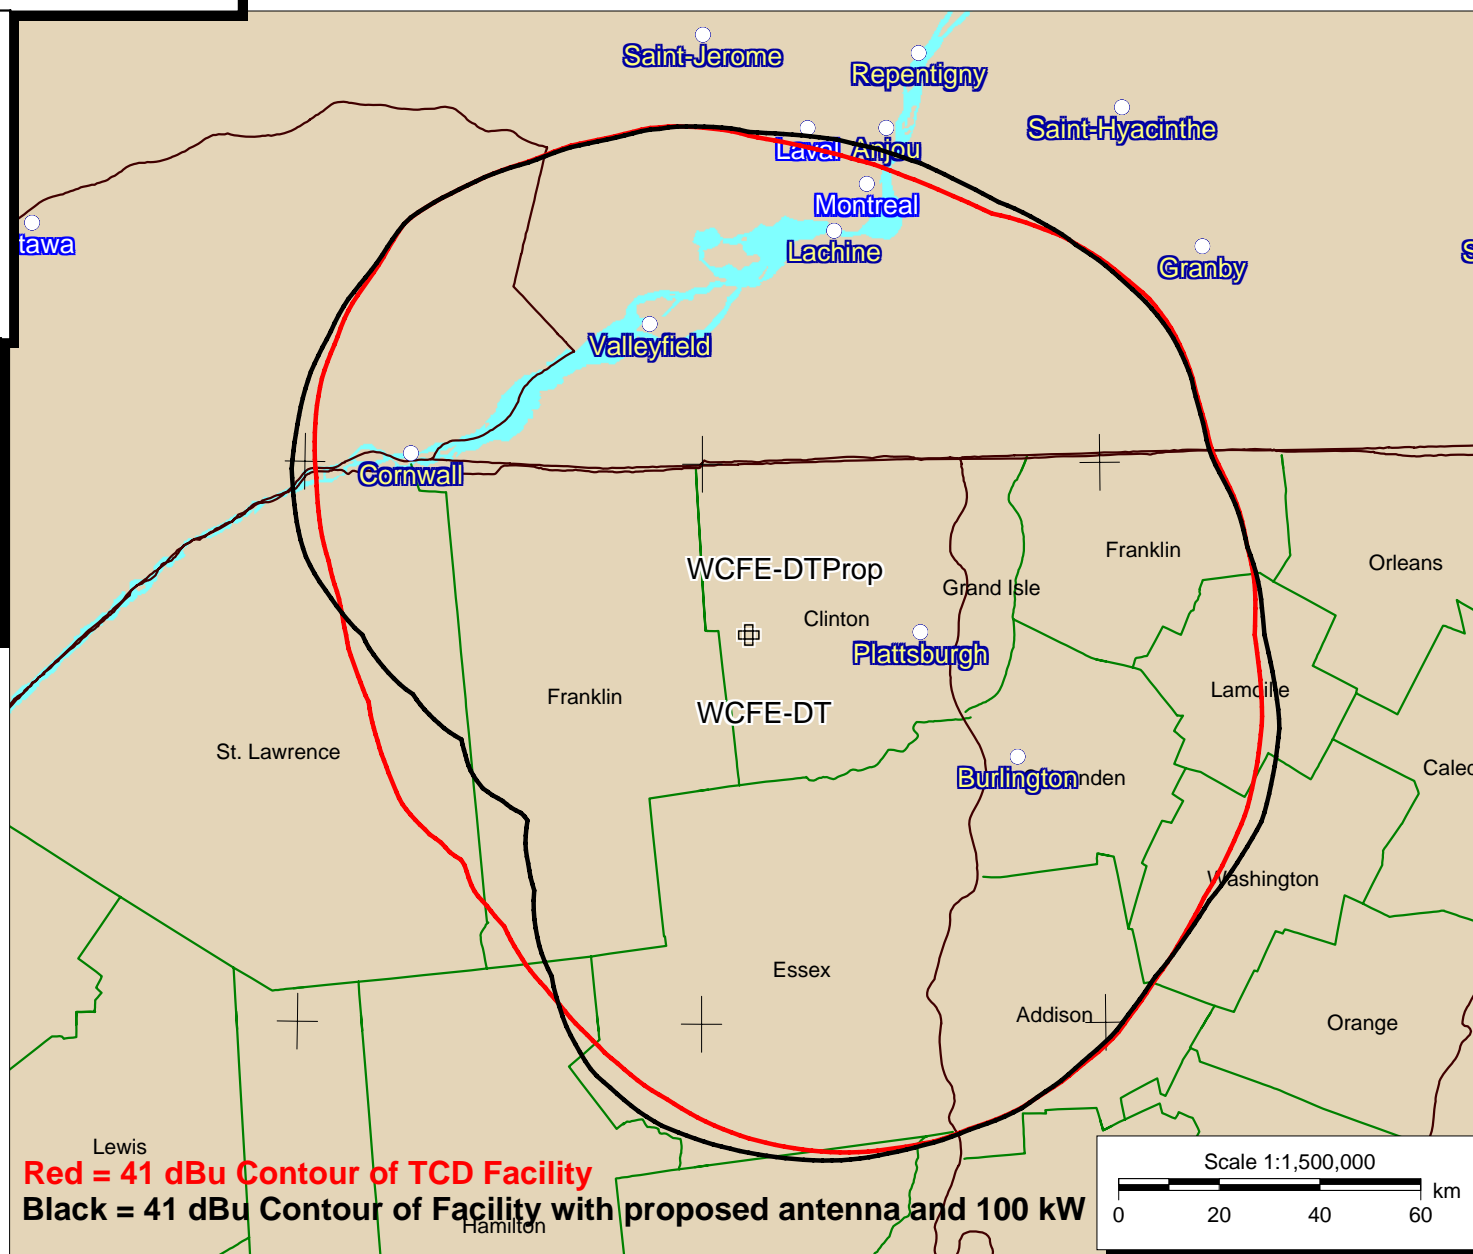 Saint-Jerome
Repentigny
Saint-Hyacinthe
Laval
Anjou
Montreal
tawa
Lachine
Granby
S
Valleyfield
Cornwall
WCFE-DTProp
Franklin
Orleans
Grand Isle
Clinton
Plattsburgh
Franklin
Lamoille
WCFE-DT
St. Lawrence
Burlington
nden
Caled
Washington
Essex
Addison
Orange
Lewis
Red = 41 dBu Contour of TCD Facility
Black = 41 dBu Contour of Facility with proposed antenna and 100 kW
Hamilton
Scale 1:1,500,000
km
0 20 40 60